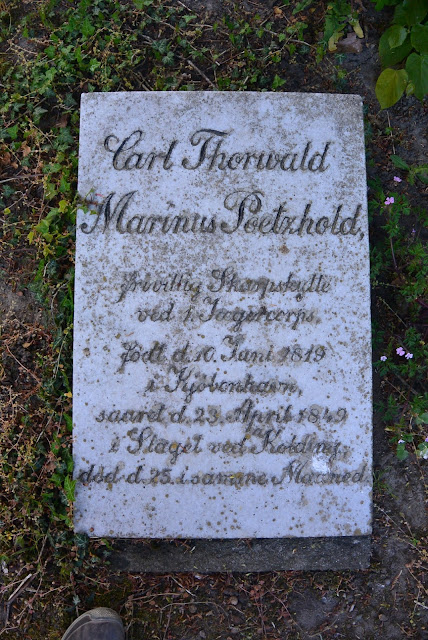 Carl Thorwald
Marinus Poetzhold,
frivillig Skarpskytte
ved 1. Jægercorps.
født d. 10. Juni 1819
i Kjøbenhavn,
saaret d. 23. April 1849
i Slaget ved Kolding,
død d. 25. i samme Maaned.